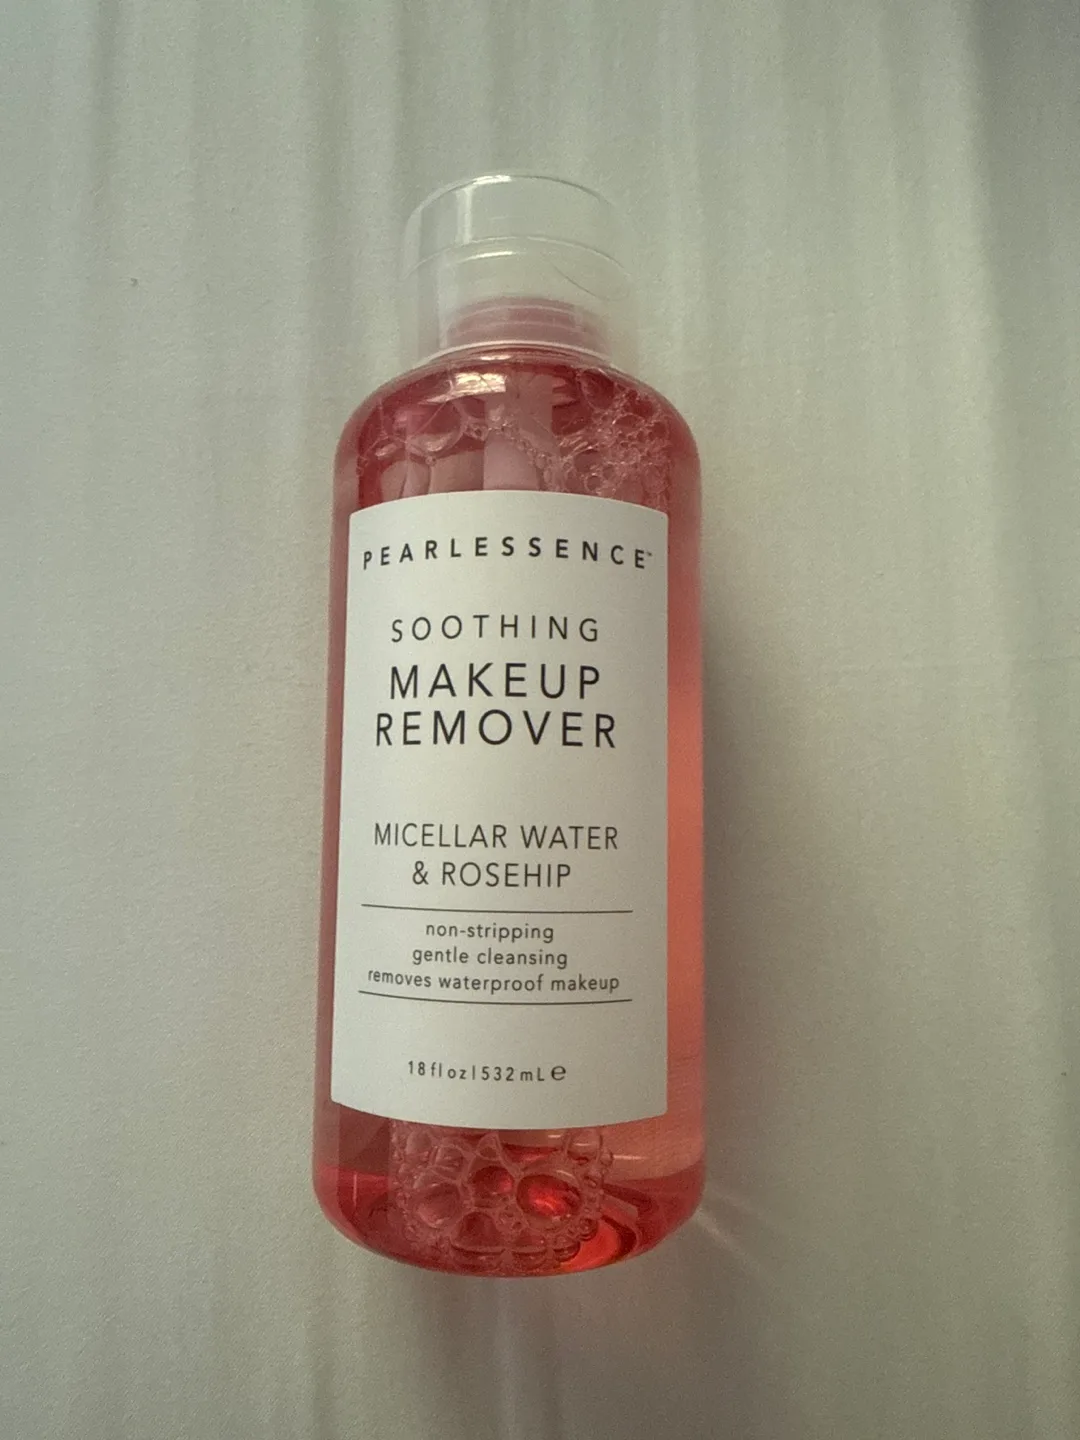 PEARLESSENCE™
SOOTHING
MAKEUP
REMOVER
MICELLAR WATER
& ROSEHIP
non-stripping
gentle cleansing
removes waterproof makeup
18 fl oz | 532 mL ℮